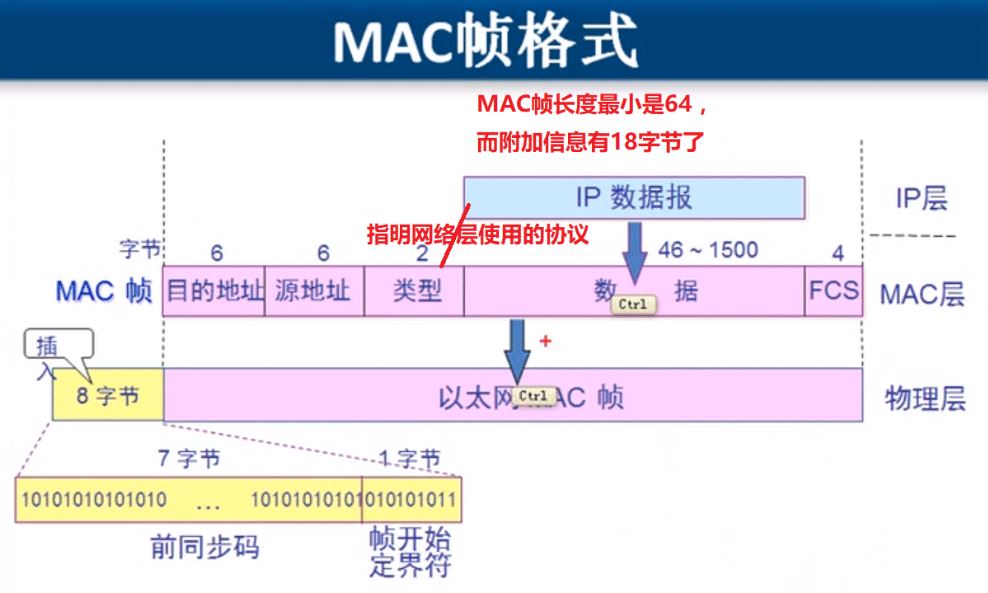 MAC帧格式
MAC帧长度最小是64，
而附加信息有18字节了
IP 数据报
IP层
指明网络层使用的协议
字节
6
6
2
46 ~ 1500
4
MAC 帧
目的地址
源地址
类型
数 据
FCS
MAC层
Ctrl
+
插
入
8 字节
以太网 MAC 帧
Ctrl
物理层
7 字节
1 字节
10101010101010 … 10101010101010101011
前同步码
帧开始
定界符